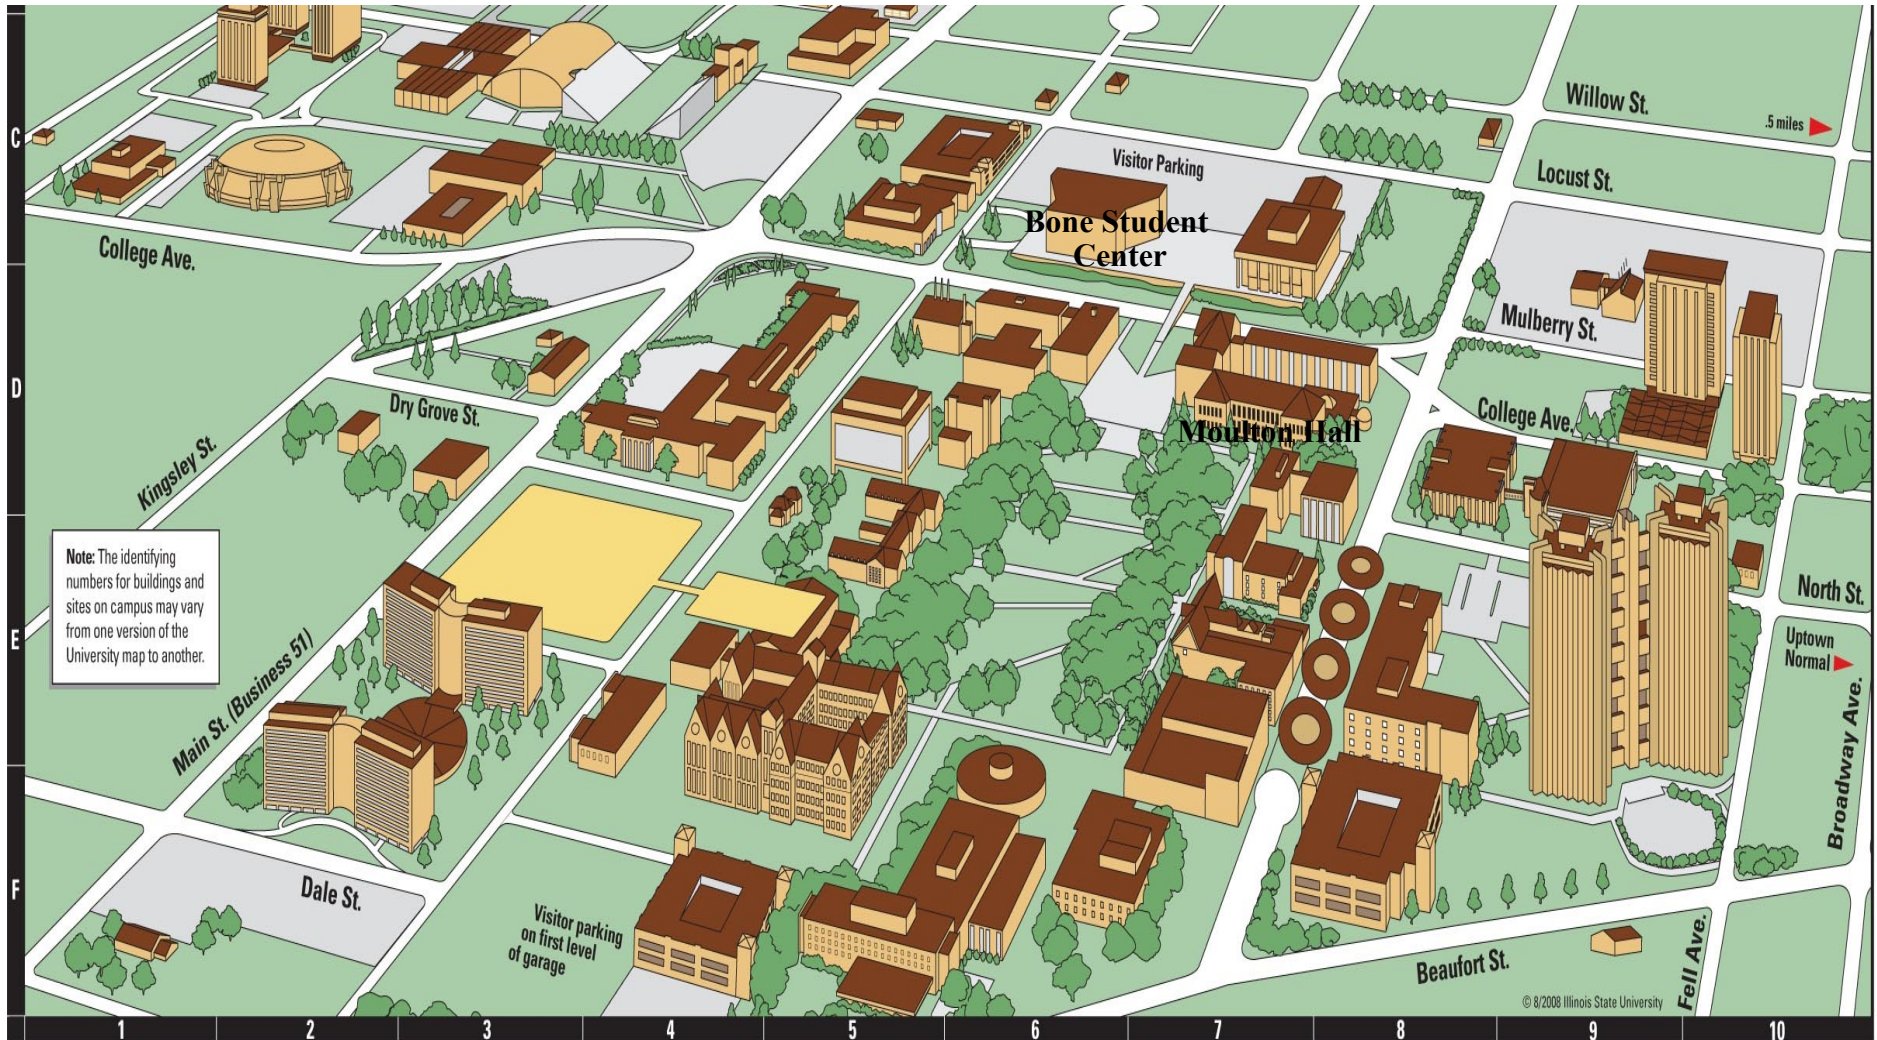 C
D
E
F
Willow St.
.5 miles
Locust St.
Visitor Parking
Bone Student
Center
College Ave.
Mulberry St.
Dry Grove St.
College Ave.
Moulton Hall
Kingsley St.
Note: The identifying
numbers for buildings and
sites on campus may vary
from one version of the
University map to another.
North St.
Uptown
Normal
Main St. (Business 51)
Broadway Ave.
Dale St.
Visitor parking
on first level
of garage
Beaufort St.
Fell Ave.
© 8/2008 Illinois State University
1
2
3
4
5
6
7
8
9
10